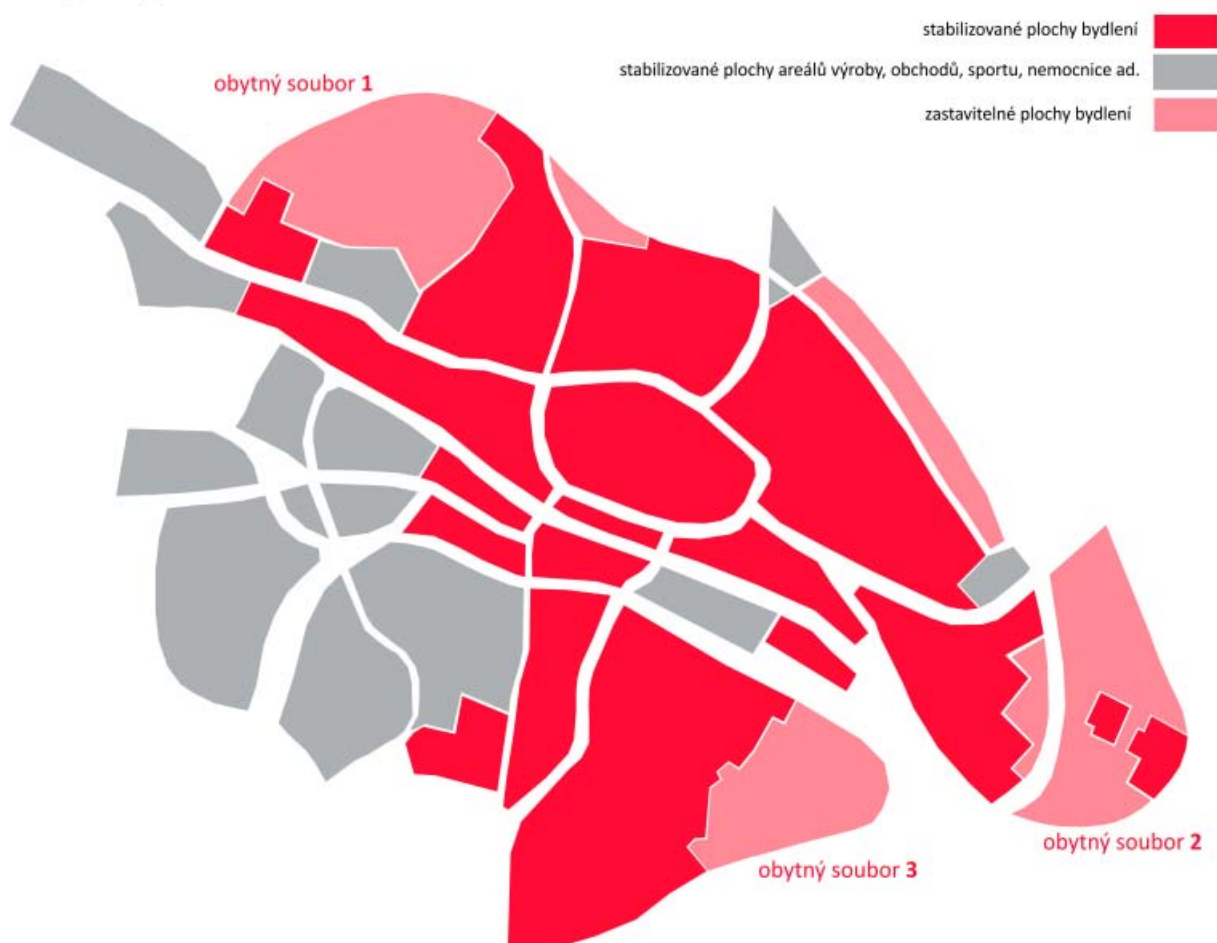 stabilizované plochy bydlení
stabilizované plochy areálů výroby, obchodů, sportu, nemocnice ad.
zastavitelné plochy bydlení
obytný soubor 1
obytný soubor 2
obytný soubor 3